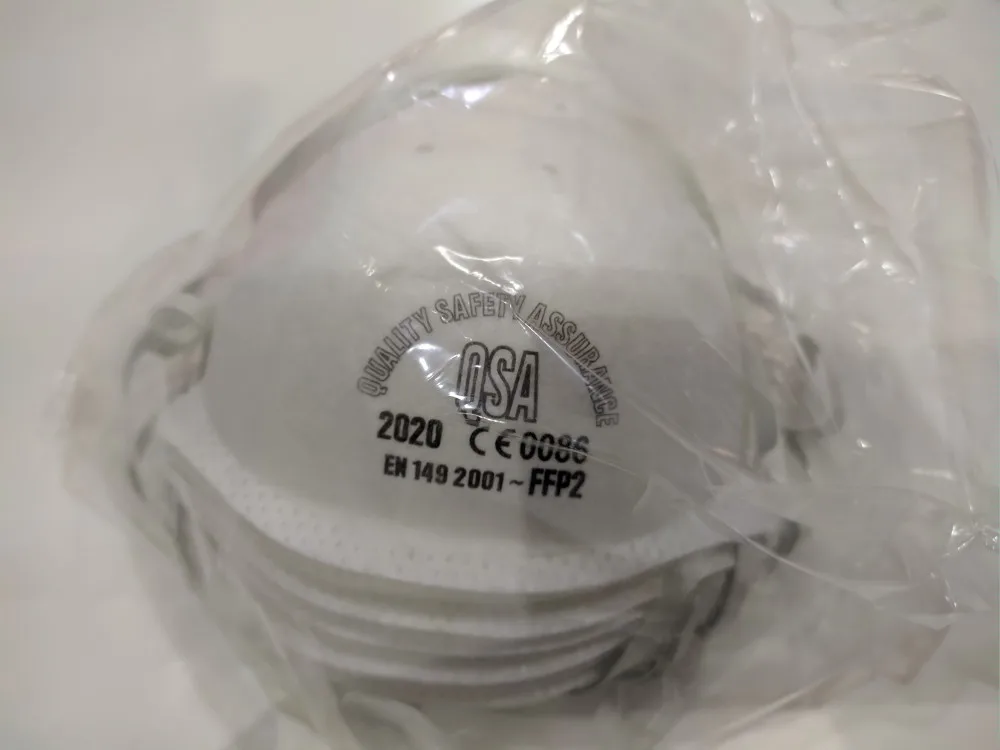 QUALITY SAFETY ASSURANCE
QSA
2020 CE 0086
EN 149 2001 ~ FFP2